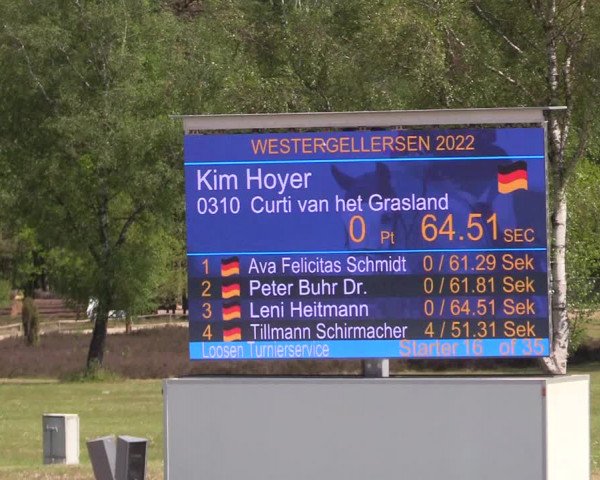 WESTERGELLERSEN 2022
Kim Hoyer
0310 Curti van het Grasland
0 Pt 64.51 SEC
1 Ava Felicitas Schmidt 0 / 61.29 Sek
2 Peter Buhr Dr. 0 / 61.81 Sek
3 Leni Heitmann 0 / 64.51 Sek
4 Tillmann Schirmacher 4 / 51.31 Sek
Loosen Turnierservice Starter 16 of 35